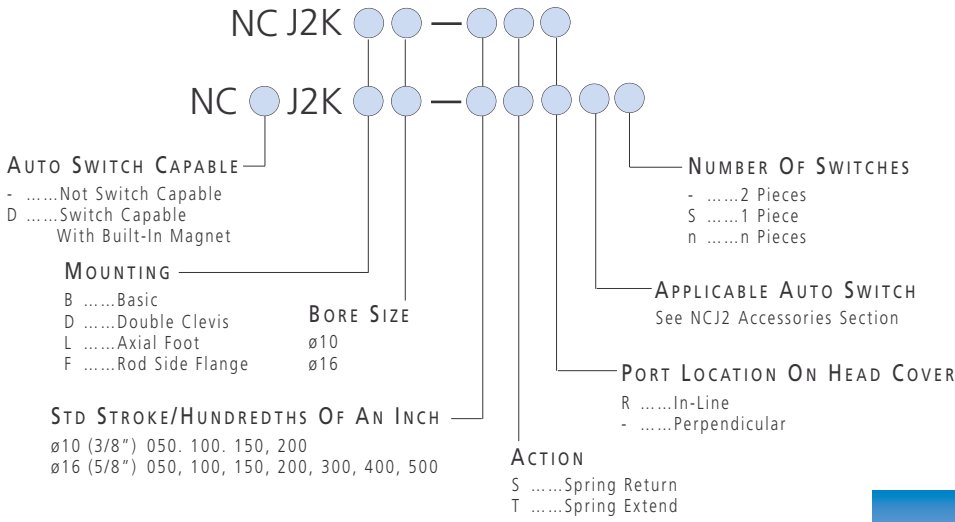 NC J2K —
NC J2K —
AUTO SWITCH CAPABLE
- ......Not Switch Capable
D ......Switch Capable
With Built-In Magnet
MOUNTING
B ......Basic
D ......Double Clevis
L ......Axial Foot
F ......Rod Side Flange
BORE SIZE
ø10
ø16
STD STROKE/HUNDREDTHS OF AN INCH
ø10 (3/8") 050. 100. 150, 200
ø16 (5/8") 050, 100, 150, 200, 300, 400, 500
NUMBER OF SWITCHES
- ......2 Pieces
S ......1 Piece
n ......n Pieces
APPLICABLE AUTO SWITCH
See NCJ2 Accessories Section
PORT LOCATION ON HEAD COVER
R ......In-Line
- ......Perpendicular
ACTION
S ......Spring Return
T ......Spring Extend